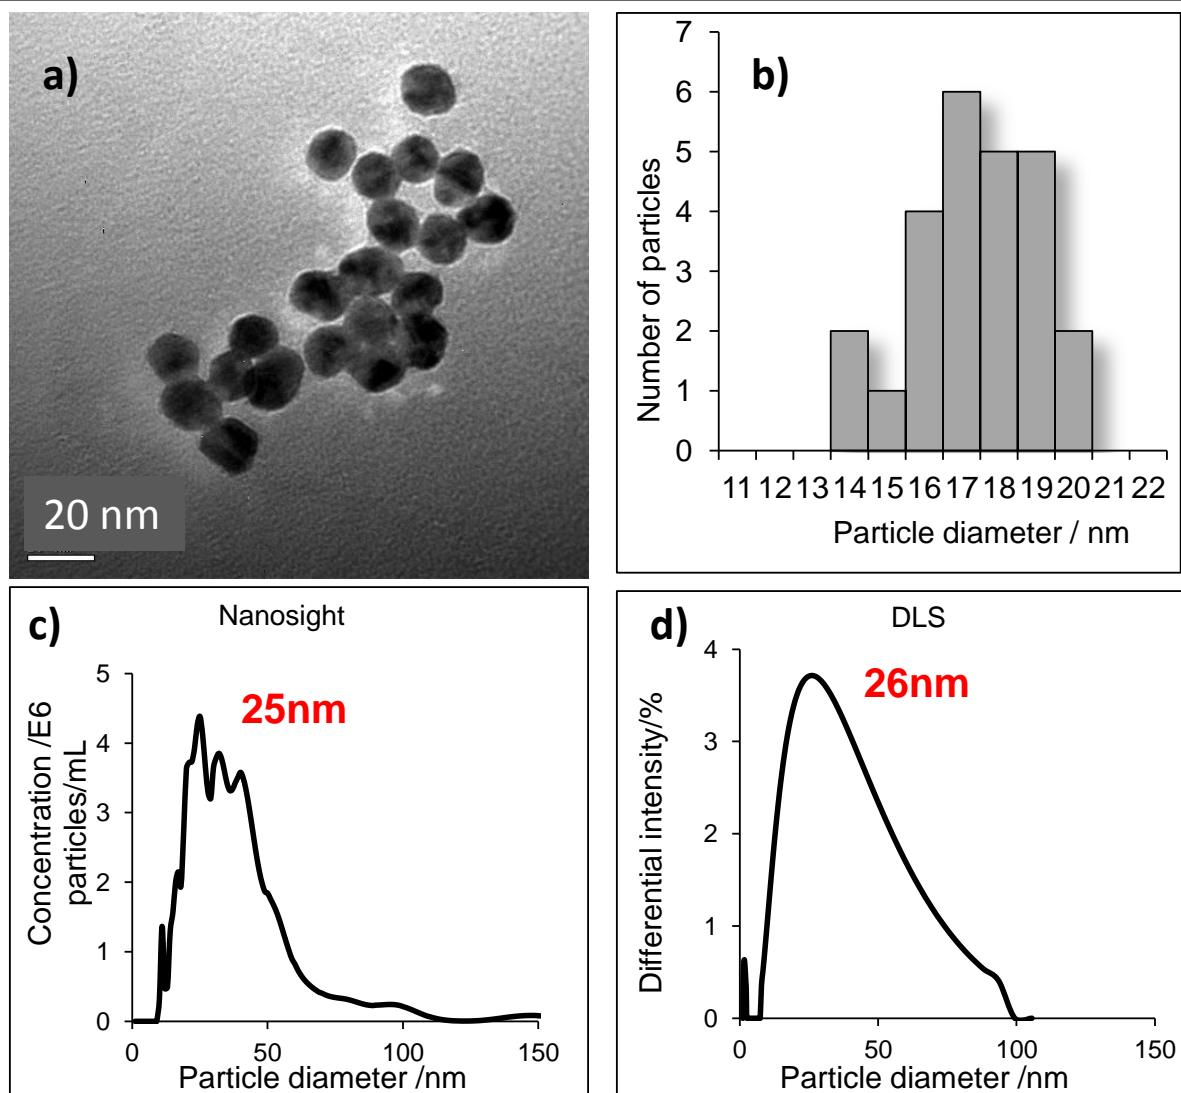 a)
20 nm
b)
7
6
5
4
3
2
1
0
Number of particles
11 12 13 14 15 16 17 18 19 20 21 22
Particle diameter / nm
c)
Nanosight
25nm
5
4
3
2
1
0
Concentration /E6
particles/mL
0 50 100 150
Particle diameter /nm
d)
DLS
26nm
4
3
2
1
0
Differential intensity/%
0 50 100 150
Particle diameter /nm